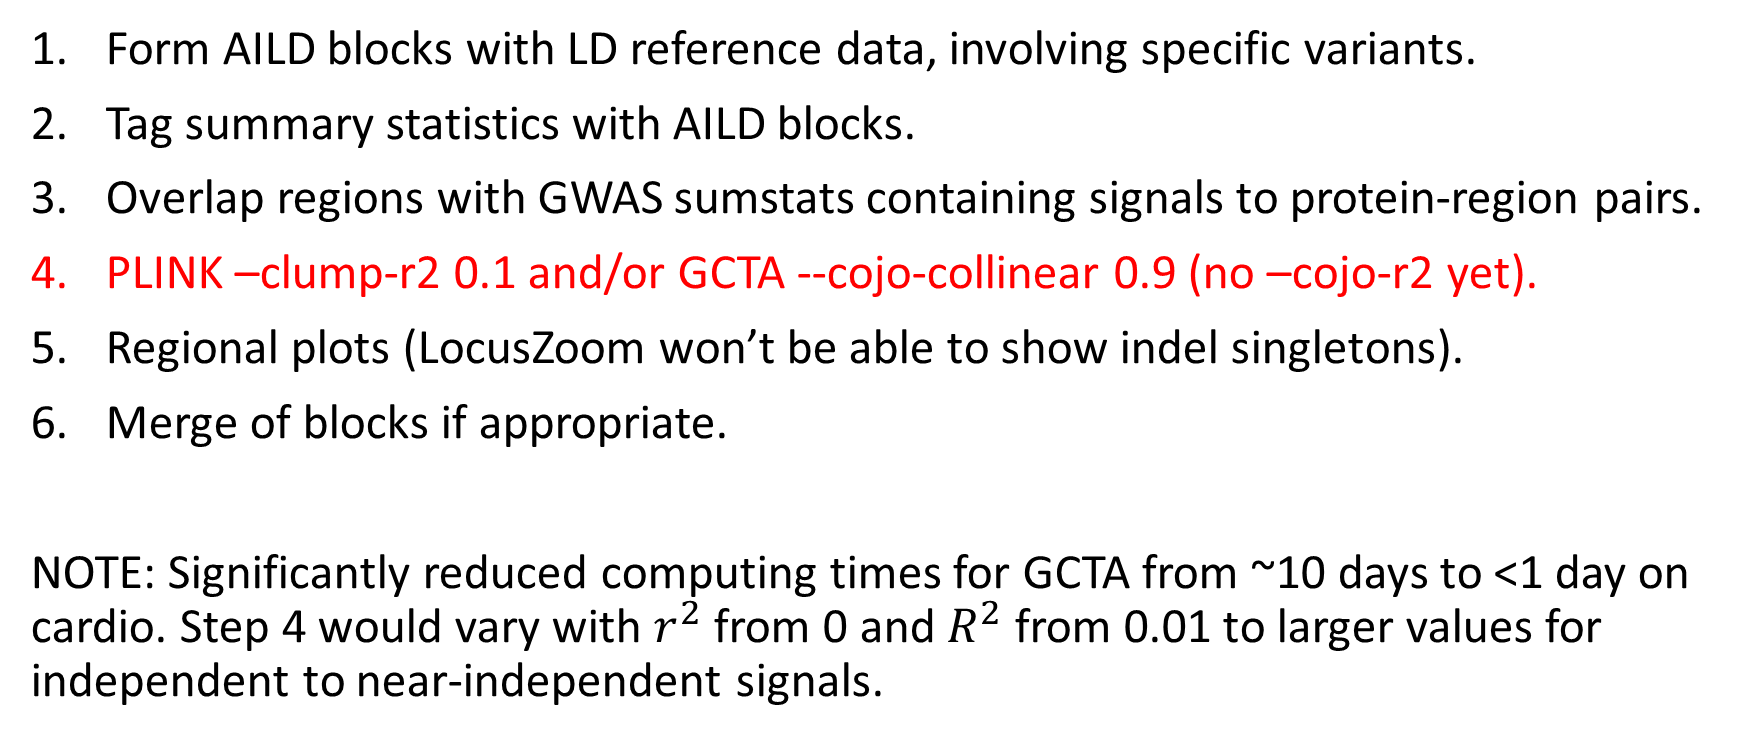 1. Form AILD blocks with LD reference data, involving specific variants.
2. Tag summary statistics with AILD blocks.
3. Overlap regions with GWAS sumstats containing signals to protein-region pairs.
4. PLINK –clump-r2 0.1 and/or GCTA --cojo-collinear 0.9 (no –cojo-r2 yet).
5. Regional plots (LocusZoom won’t be able to show indel singletons).
6. Merge of blocks if appropriate.
NOTE: Significantly reduced computing times for GCTA from ~10 days to <1 day on
cardio. Step 4 would vary with r² from 0 and R² from 0.01 to larger values for
independent to near-independent signals.